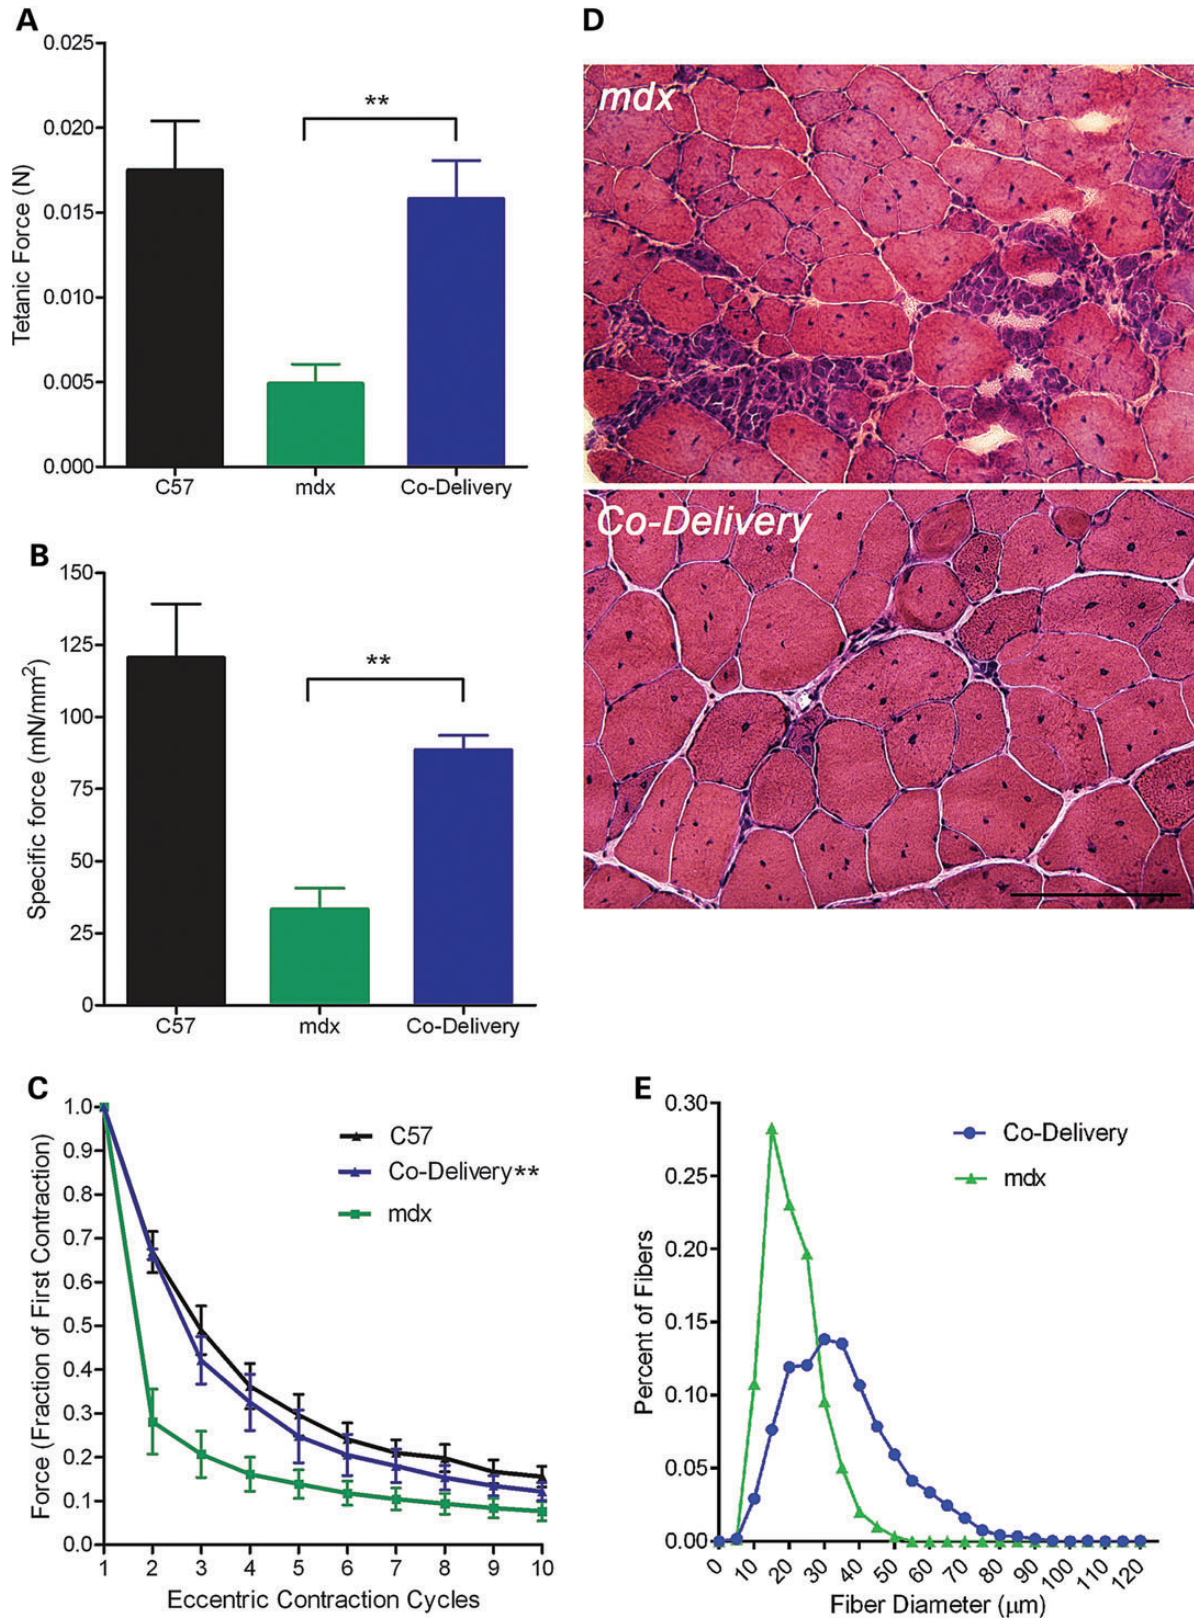 A
Tetanic Force (N)
0.025
0.020
0.015
0.010
0.005
0.000
**
C57
mdx
Co-Delivery
B
Specific force (mN/mm²)
150
125
100
75
50
25
0
**
C57
mdx
Co-Delivery
C
Force (Fraction of First Contraction)
1.0
0.9
0.8
0.7
0.6
0.5
0.4
0.3
0.2
0.1
0.0
C57
Co-Delivery**
mdx
1 2 3 4 5 6 7 8 9 10
Eccentric Contraction Cycles
D
mdx
Co-Delivery
E
Percent of Fibers
0.30
0.25
0.20
0.15
0.10
0.05
0.00
Co-Delivery
mdx
0 10 20 30 40 50 60 70 80 90 100 110 120
Fiber Diameter (μm)